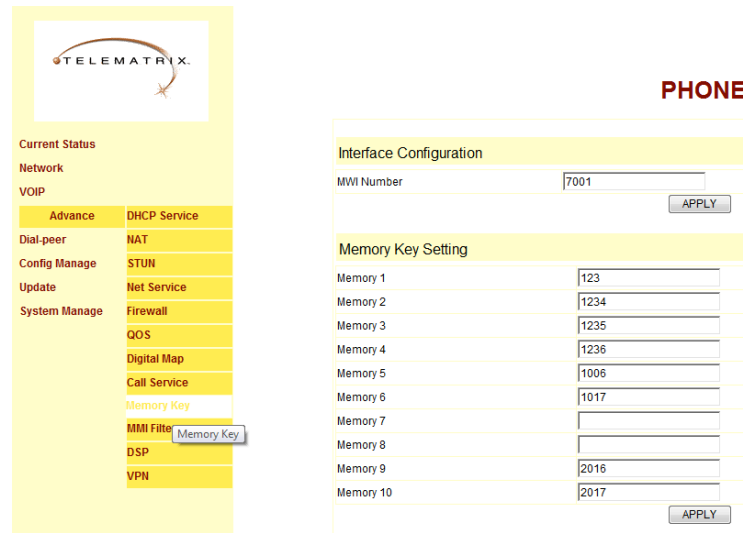 TELEMATRIX
PHONE
Current Status
Network
VOIP
Advance
Dial-peer
Config Manage
Update
System Manage
DHCP Service
NAT
STUN
Net Service
Firewall
QOS
Digital Map
Call Service
Memory Key
MMI Filte
Memory Key
DSP
VPN
Interface Configuration
MWI Number 7001
APPLY
Memory Key Setting
Memory 1 123
Memory 2 1234
Memory 3 1235
Memory 4 1236
Memory 5 1006
Memory 6 1017
Memory 7
Memory 8
Memory 9 2016
Memory 10 2017
APPLY